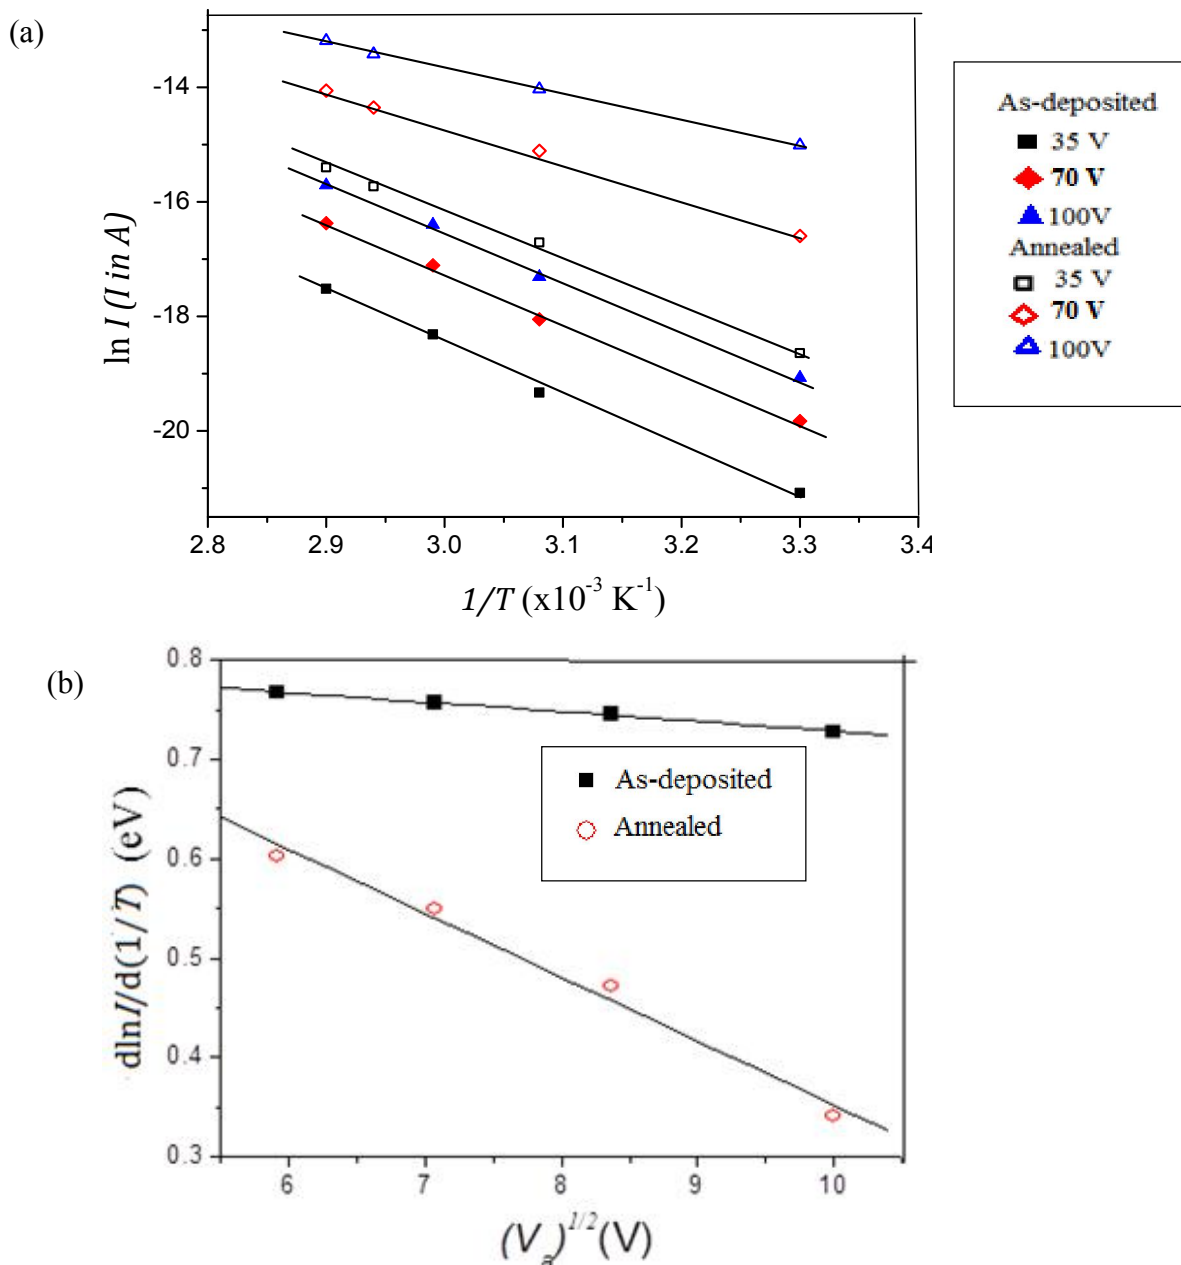 (a)
-14
-16
-18
-20
ln I (I in A)
2.8 2.9 3.0 3.1 3.2 3.3 3.4
1/T (x10⁻³ K⁻¹)
As-deposited
35 V
70 V
100V
Annealed
35 V
70 V
100V
(b)
0.8
0.7
0.6
0.5
0.4
0.3
dlnI/d(1/T) (eV)
As-deposited
Annealed
6 7 8 9 10
(Vₐ)^1/2 (V)